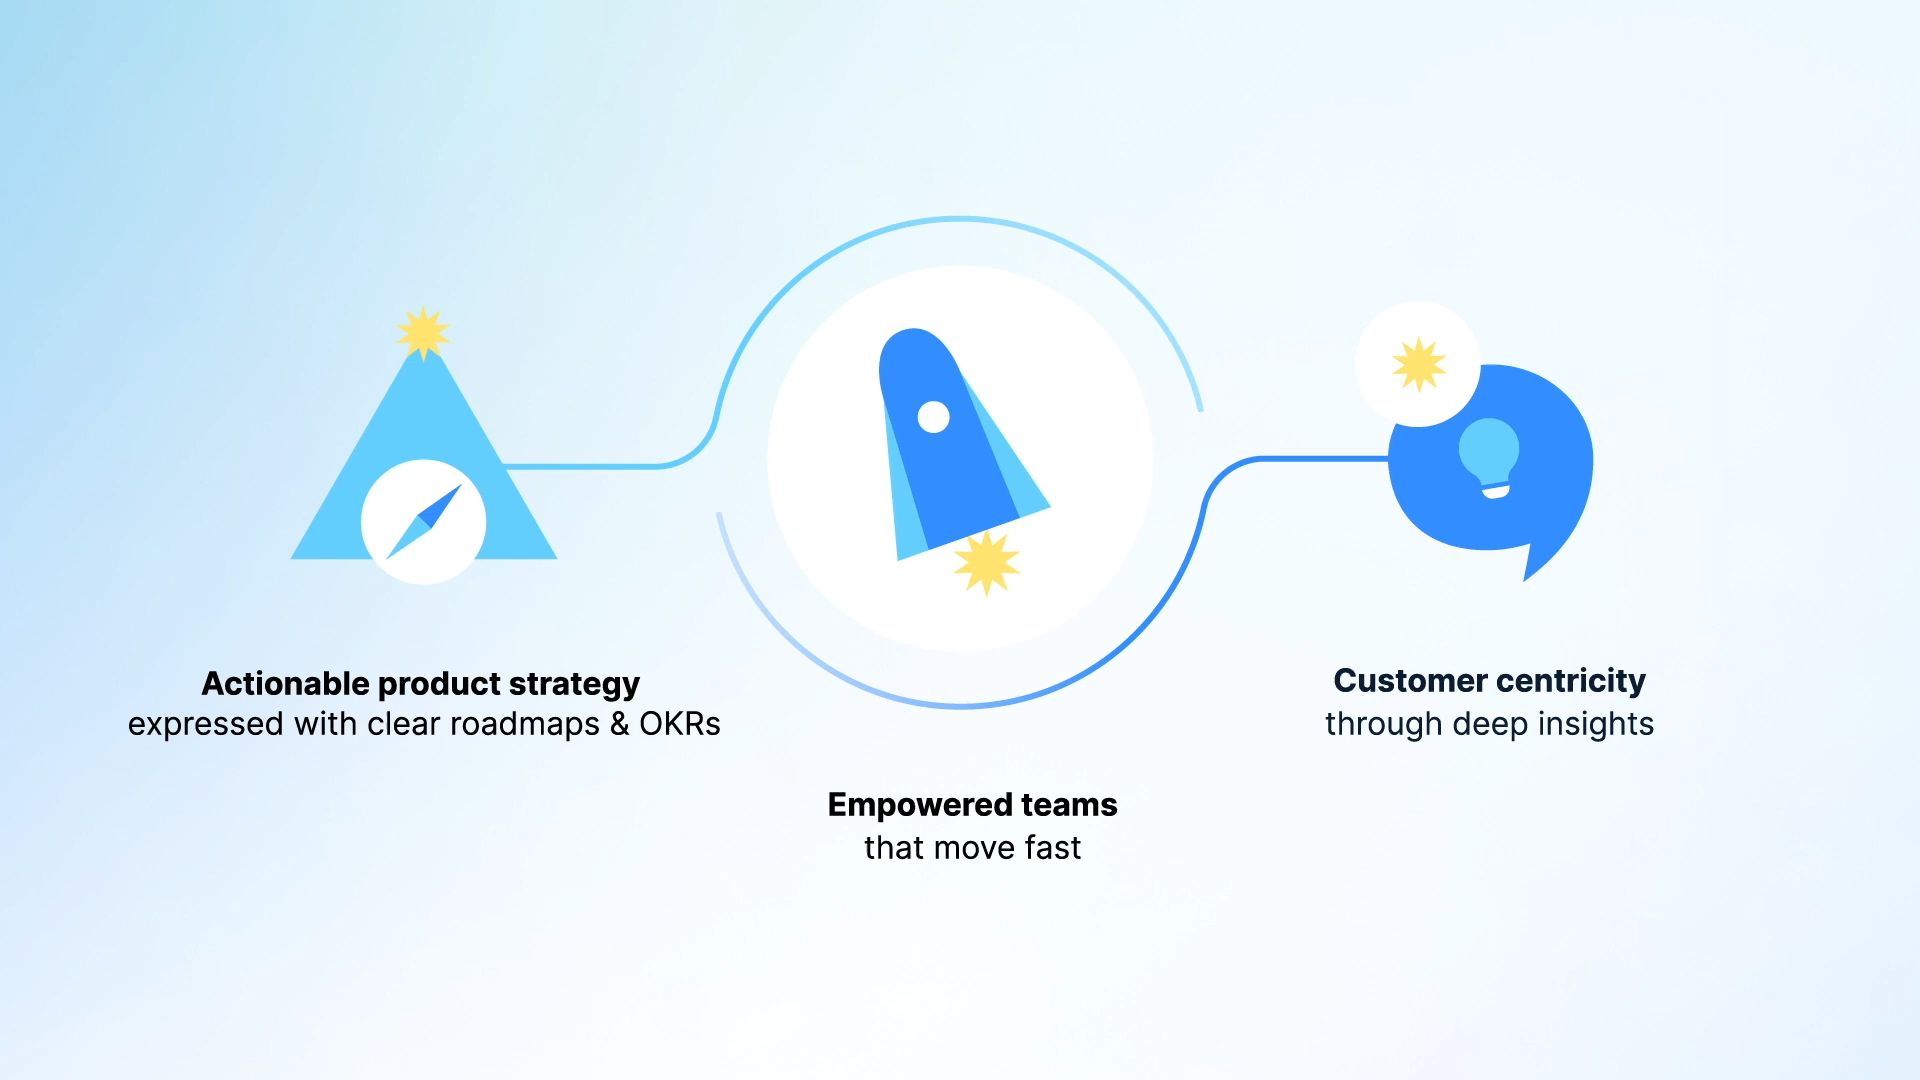 Actionable product strategy
expressed with clear roadmaps & OKRs
Empowered teams
that move fast
Customer centricity
through deep insights